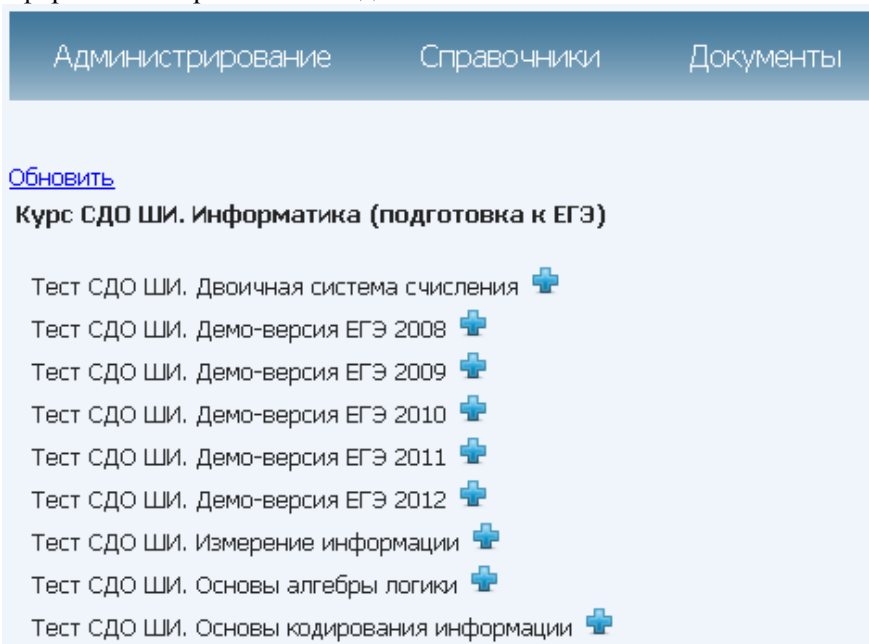 Администрирование Справочники Документы
Обновить
Курс СДО ШИ. Информатика (подготовка к ЕГЭ)
Тест СДО ШИ. Двоичная система счисления
Тест СДО ШИ. Демо-версия ЕГЭ 2008
Тест СДО ШИ. Демо-версия ЕГЭ 2009
Тест СДО ШИ. Демо-версия ЕГЭ 2010
Тест СДО ШИ. Демо-версия ЕГЭ 2011
Тест СДО ШИ. Демо-версия ЕГЭ 2012
Тест СДО ШИ. Измерение информации
Тест СДО ШИ. Основы алгебры логики
Тест СДО ШИ. Основы кодирования информации